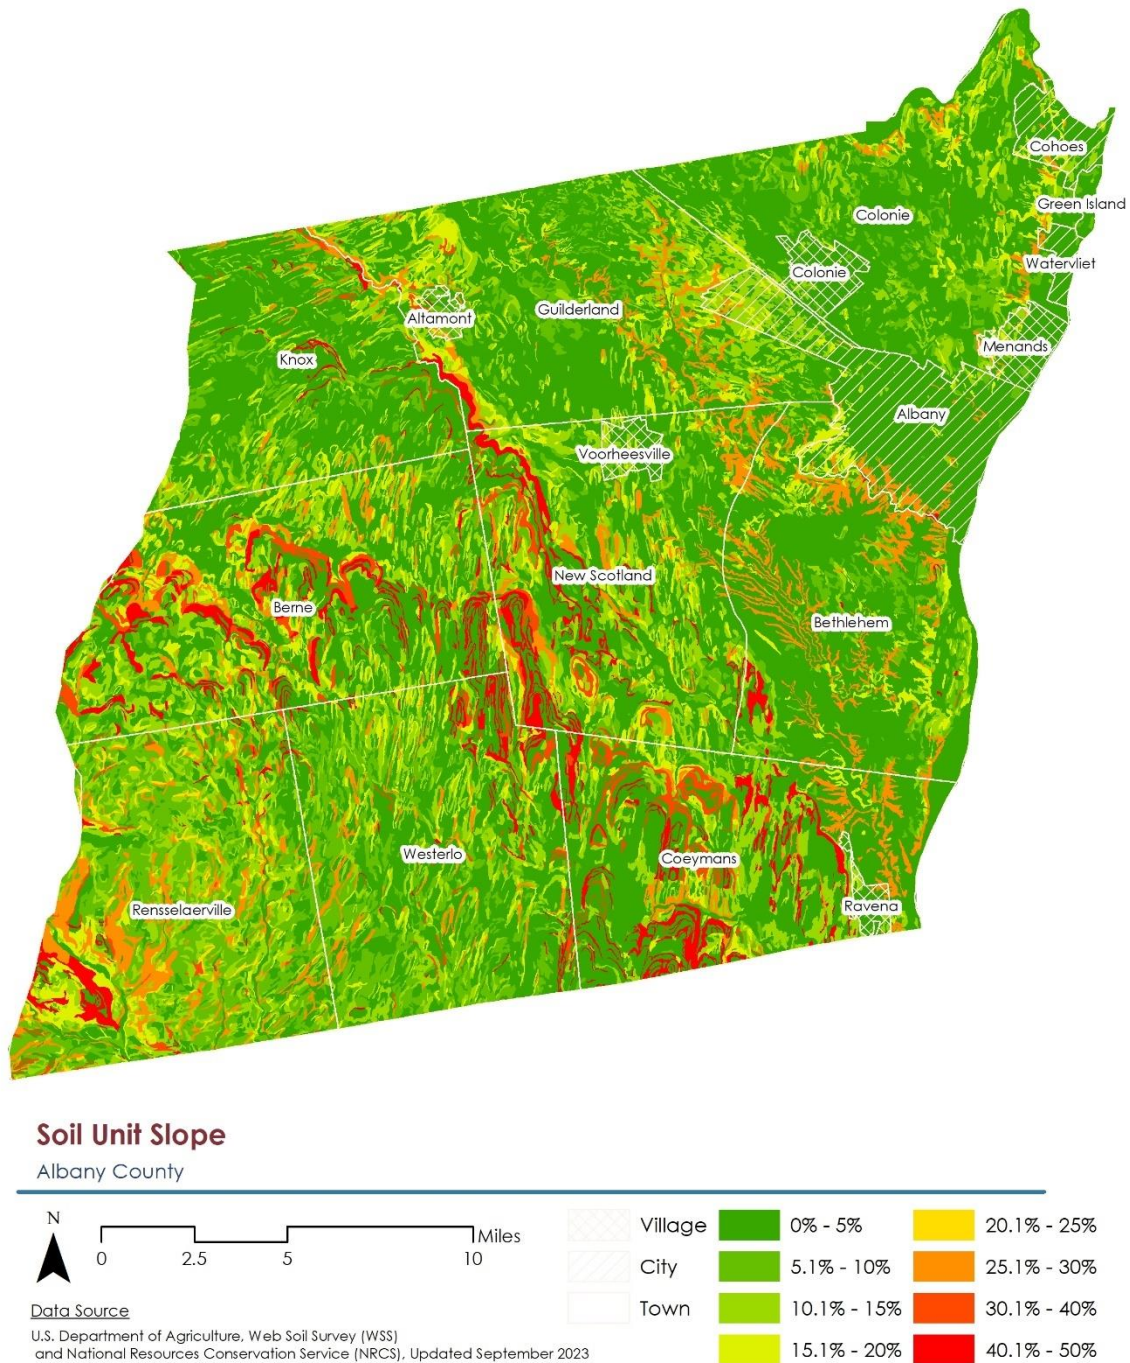 Cohoes
Green Island
Colonie
Watervliet
Colonie
Altamont
Guilderland
Menands
Knox
Albany
Voorheesville
New Scotland
Berne
Bethlehem
Westerlo
Coeymans
Rensselaerville
Ravena
Soil Unit Slope
Albany County
N
Miles
0 2.5 5 10
Village
City
Town
0% - 5%
5.1% - 10%
10.1% - 15%
15.1% - 20%
20.1% - 25%
25.1% - 30%
30.1% - 40%
40.1% - 50%
Data Source
U.S. Department of Agriculture, Web Soil Survey (WSS)
and National Resources Conservation Service (NRCS), Updated September 2023